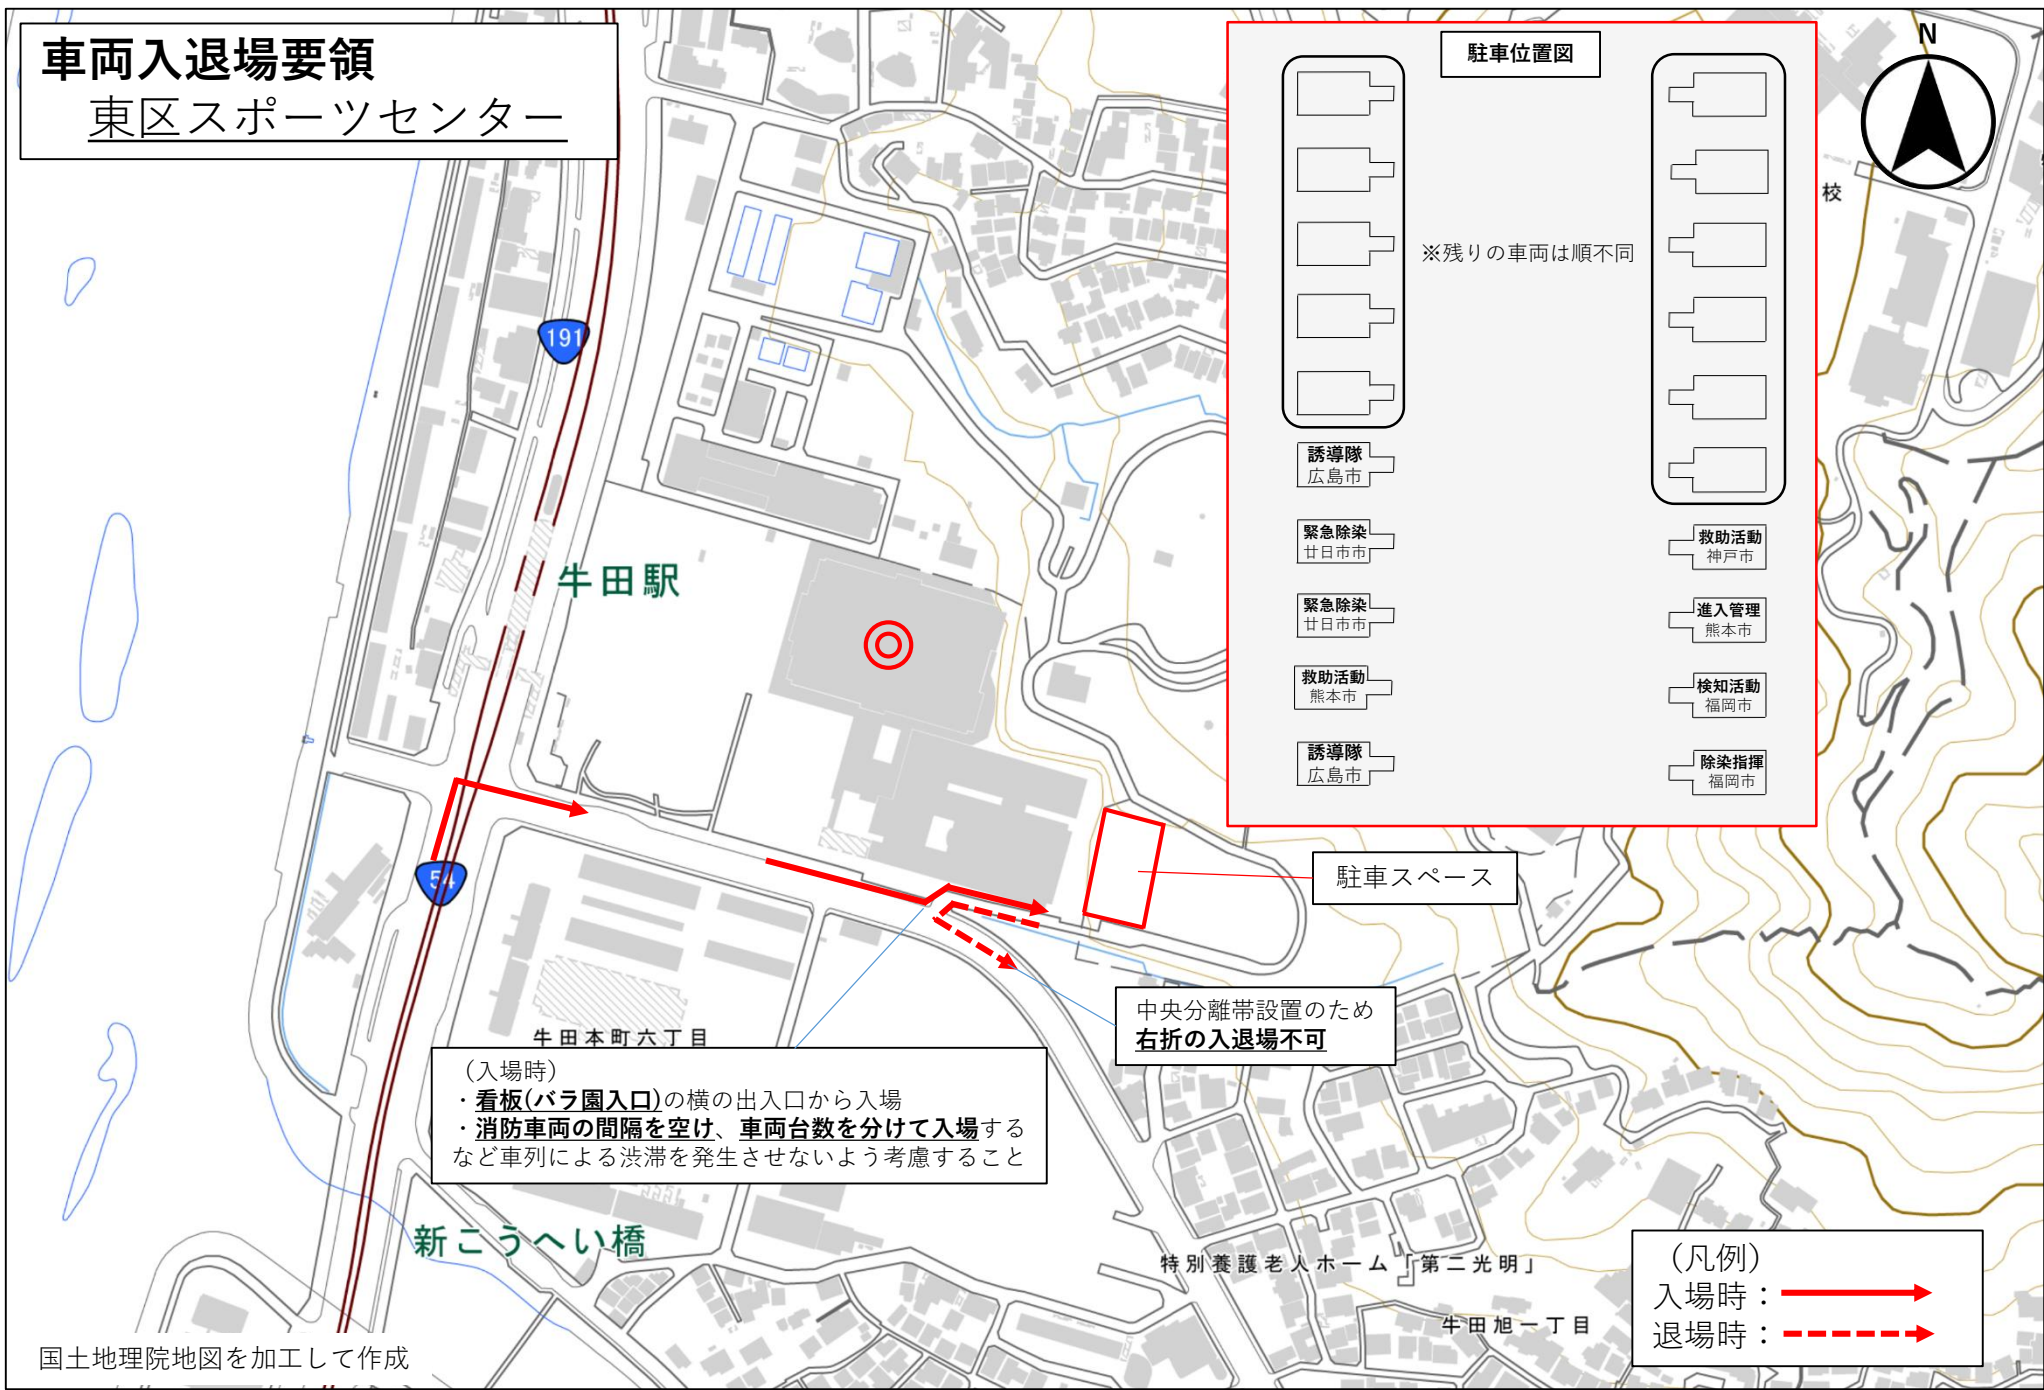 車両入退場要領
東区スポーツセンター
駐車位置図
N
※残りの車両は順不同
校
誘導隊
広島市
緊急除染
廿日市市
緊急除染
廿日市市
救助活動
熊本市
誘導隊
広島市
救助活動
神戸市
進入管理
熊本市
検知活動
福岡市
除染指揮
福岡市
191
牛田駅
54
駐車スペース
中央分離帯設置のため
右折の入退場不可
牛田本町六丁目
（入場時）
・看板(バラ園入口)の横の出入口から入場
・消防車両の間隔を空け、車両台数を分けて入場する
など車列による渋滞を発生させないよう考慮すること
新こうへい橋
特別養護老人ホーム「第二光明」
牛田旭一丁目
（凡例）
入場時：
退場時：
国土地理院地図を加工して作成